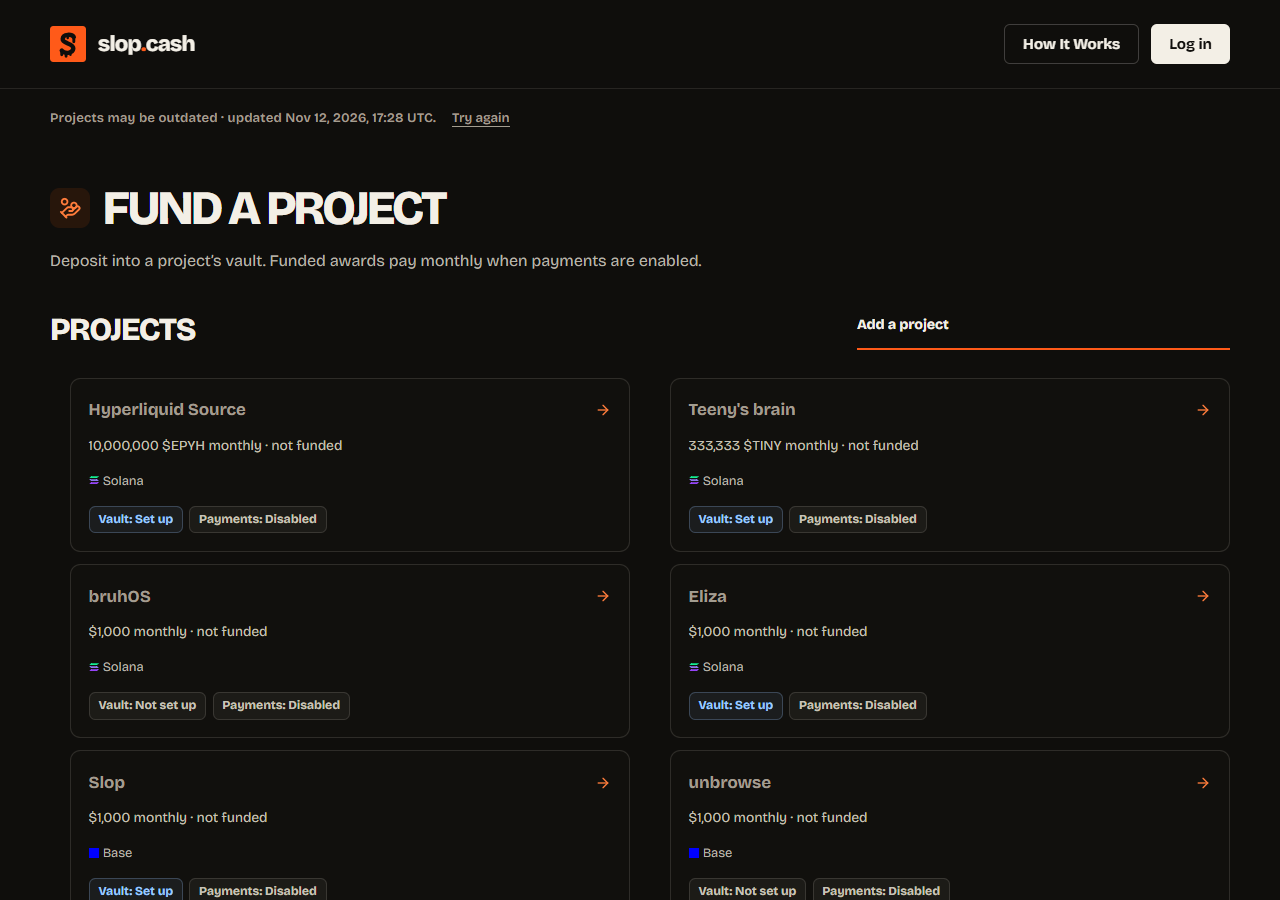 slop.cash
How It Works
Log in
Projects may be outdated · updated Nov 12, 2026, 17:28 UTC. Try again
FUND A PROJECT
Deposit into a project's vault. Funded awards pay monthly when payments are enabled.
PROJECTS
Add a project
Hyperliquid Source
10,000,000 $EPYH monthly · not funded
Solana
Vault: Set up
Payments: Disabled
Teeny's brain
333,333 $TINY monthly · not funded
Solana
Vault: Set up
Payments: Disabled
bruhOS
$1,000 monthly · not funded
Solana
Vault: Not set up
Payments: Disabled
Eliza
$1,000 monthly · not funded
Solana
Vault: Set up
Payments: Disabled
Slop
$1,000 monthly · not funded
Base
Vault: Set up
Payments: Disabled
unbrowse
$1,000 monthly · not funded
Base
Vault: Not set up
Payments: Disabled